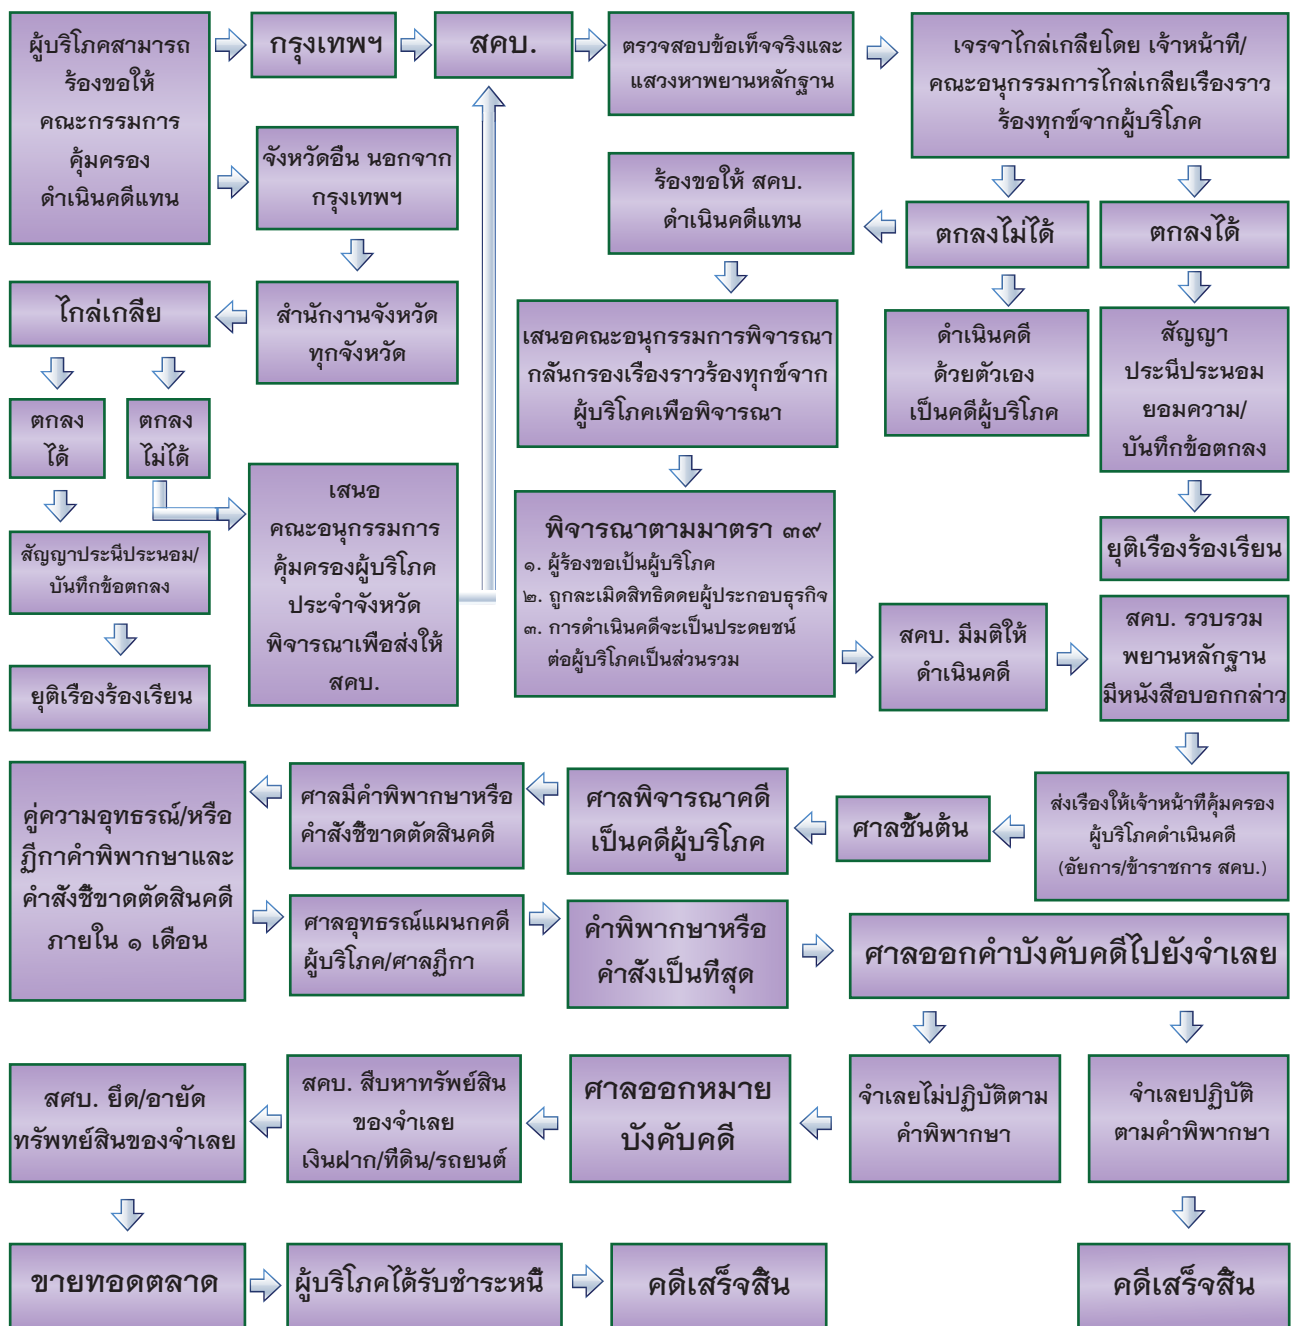 ผู้บริโภคสามารถ
ร้องขอให้
คณะกรรมการ
คุ้มครอง
ดำเนินคดีแทน
กรุงเทพฯ
สคบ.
ตรวจสอบข้อเท็จจริงและ
แสวงหาพยานหลักฐาน
เจรจาไกล่เกลี่ยโดย เจ้าหน้าที่/
คณะอนุกรรมการไกล่เกลี่ยเรื่องราว
ร้องทุกข์จากผู้บริโภค
จังหวัดอื่น นอกจาก
กรุงเทพฯ
ร้องขอให้ สคบ.
ดำเนินคดีแทน
ตกลงไม่ได้
ตกลงได้
ไกล่เกลี่ย
สำนักงานจังหวัด
ทุกจังหวัด
เสนอคณะอนุกรรมการพิจารณา
กลั่นกรองเรื่องราวร้องทุกข์จาก
ผู้บริโภคเพื่อพิจารณา
ดำเนินคดี
ด้วยตัวเอง
เป็นคดีผู้บริโภค
สัญญา
ประนีประนอม
ยอมความ/
บันทึกข้อตกลง
ตกลง
ได้
ตกลง
ไม่ได้
เสนอ
คณะอนุกรรมการ
คุ้มครองผู้บริโภค
ประจำจังหวัด
พิจารณาเพื่อส่งให้
สคบ.
พิจารณาตามมาตรา ๓๙
๑. ผู้ร้องขอเป็นผู้บริโภค
๒. ถูกละเมิดสิทธิดดยผู้ประกอบธุรกิจ
๓. การดำเนินคดีจะเป็นประดยชน์
ต่อผู้บริโภคเป็นส่วนรวม
ยุติเรื่องร้องเรียน
สัญญาประนีประนอม/
บันทึกข้อตกลง
ยุติเรื่องร้องเรียน
สคบ. มีมติให้
ดำเนินคดี
สคบ. รวบรวม
พยานหลักฐาน
มีหนังสือบอกกล่าว
คู่ความอุทธรณ์/หรือ
ฎีกาคำพิพากษาและ
คำสั่งชี้ขาดตัดสินคดี
ภายใน ๑ เดือน
ศาลมีคำพิพากษาหรือ
คำสั่งชี้ขาดตัดสินคดี
ศาลพิจารณาคดี
เป็นคดีผู้บริโภค
ศาลชั้นต้น
ส่งเรื่องให้เจ้าหน้าที่คุ้มครอง
ผู้บริโภคดำเนินคดี
(อัยการ/ข้าราชการ สคบ.)
ศาลอุทธรณ์แผนกคดี
ผู้บริโภค/ศาลฎีกา
คำพิพากษาหรือ
คำสั่งเป็นที่สุด
ศาลออกคำบังคับคดีไปยังจำเลย
สศบ. ยึด/อายัด
ทรัพทย์สินของจำเลย
สคบ. สืบหาทรัพย์สิน
ของจำเลย
เงินฝาก/ที่ดิน/รถยนต์
ศาลออกหมาย
บังคับคดี
จำเลยไม่ปฏิบัติตาม
คำพิพากษา
จำเลยปฏิบัติ
ตามคำพิพากษา
ขายทอดตลาด
ผู้บริโภคได้รับชำระหนี้
คดีเสร็จสิ้น
คดีเสร็จสิ้น